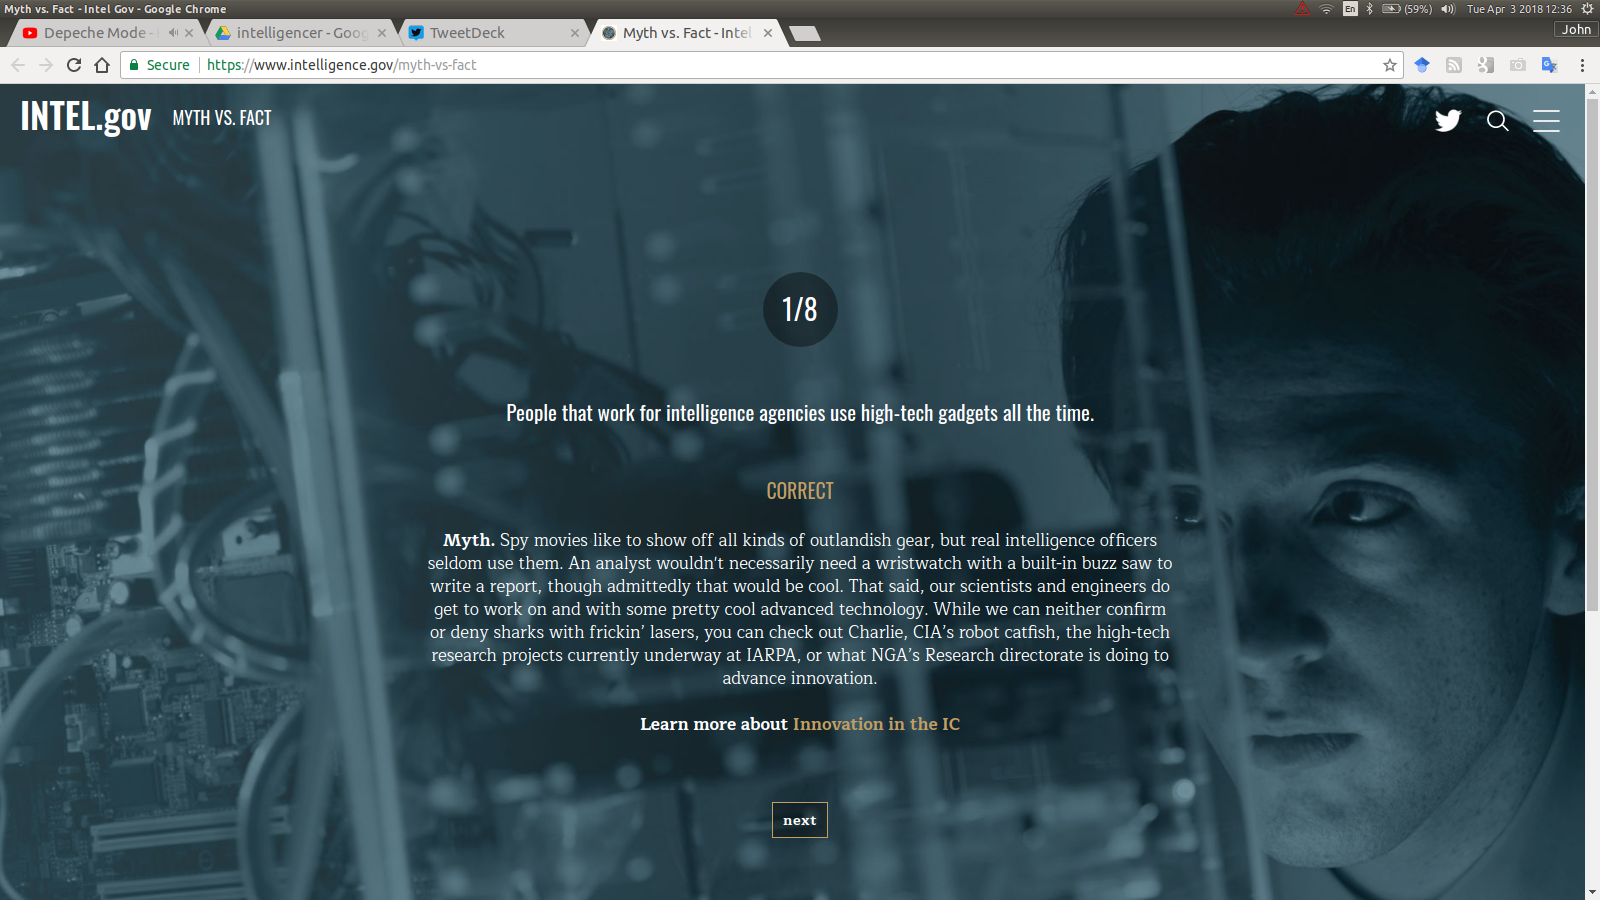 Myth vs. Fact - Intel Gov - Google Chrome
En
(59%)
Tue Apr 3 2018 12:36
Depeche Mode -
intelligencer - Goog
TweetDeck
Myth vs. Fact - Intel
John
Secure
https://www.intelligence.gov/myth-vs-fact
INTEL.gov
MYTH VS. FACT
1/8
People that work for intelligence agencies use high-tech gadgets all the time.
CORRECT
Myth. Spy movies like to show off all kinds of outlandish gear, but real intelligence officers
seldom use them. An analyst wouldn't necessarily need a wristwatch with a built-in buzz saw to
write a report, though admittedly that would be cool. That said, our scientists and engineers do
get to work on and with some pretty cool advanced technology. While we can neither confirm
or deny sharks with frickin’ lasers, you can check out Charlie, CIA’s robot catfish, the high-tech
research projects currently underway at IARPA, or what NGA’s Research directorate is doing to
advance innovation.
Learn more about Innovation in the IC
next